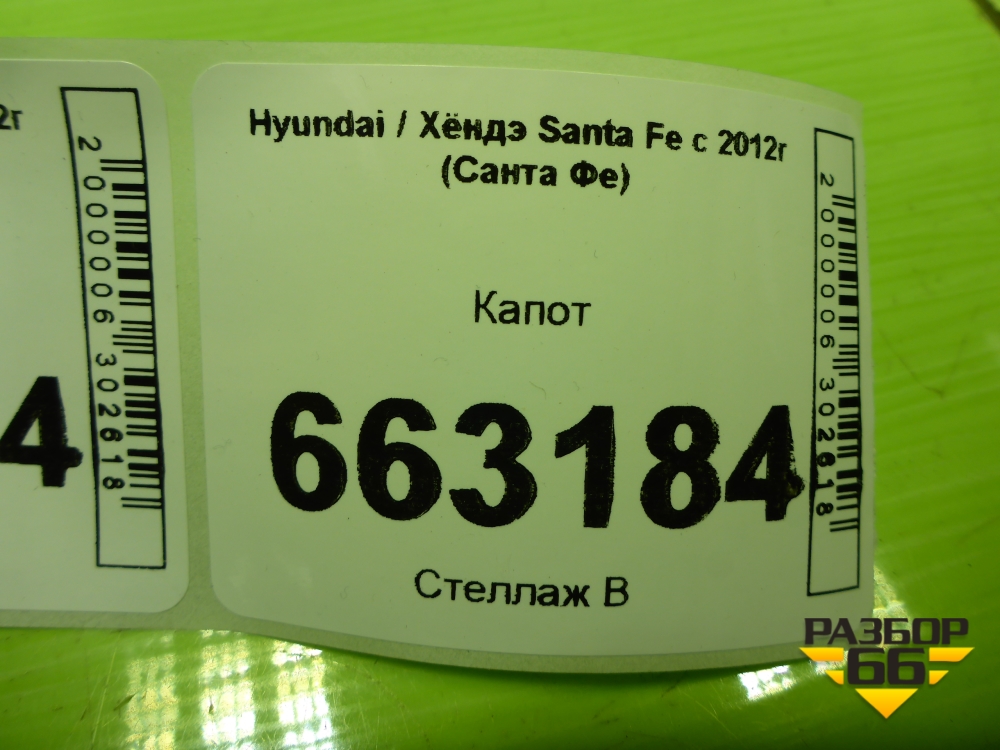 2г
2000006302618
4
Hyundai / Хёндэ Santa Fe с 2012г
(Санта Фе)
Капот
663184
Стеллаж В
2000006302618
РАЗБОР
66